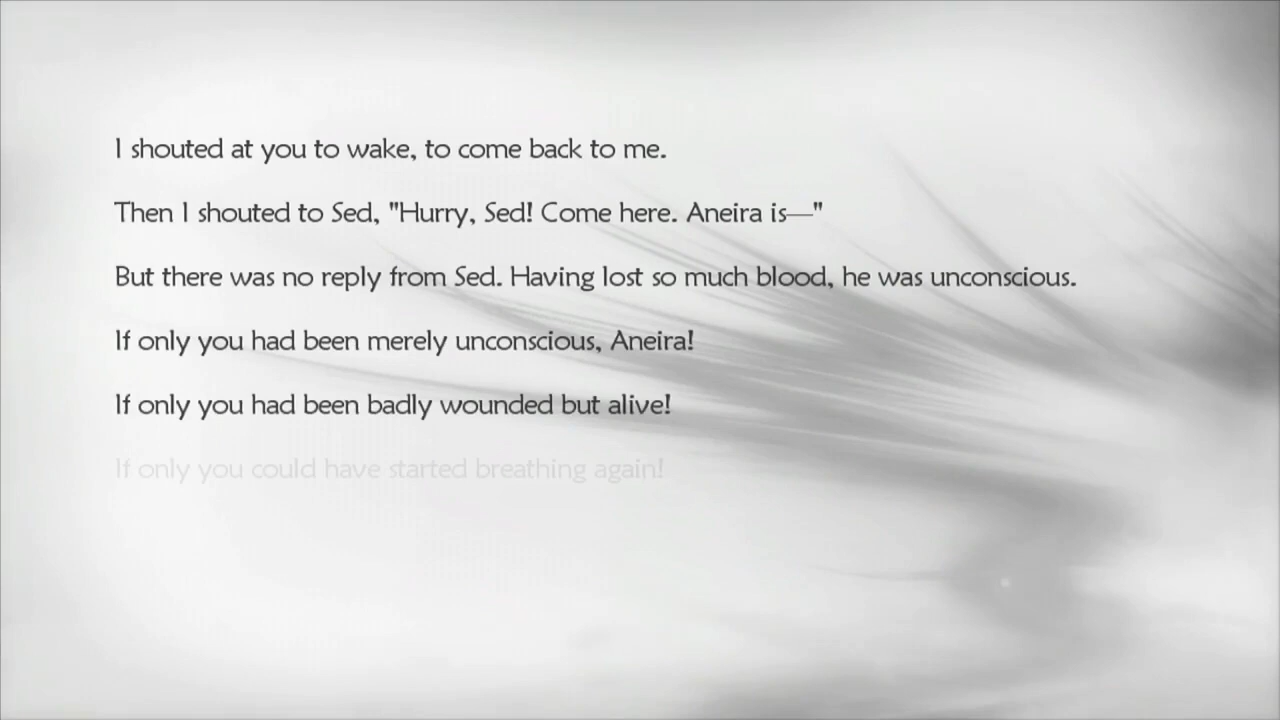 I shouted at you to wake, to come back to me.
Then I shouted to Sed, "Hurry, Sed! Come here. Aneira is—"
But there was no reply from Sed. Having lost so much blood, he was unconscious.
If only you had been merely unconscious, Aneira!
If only you had been badly wounded but alive!
If only you could have started breathing again!